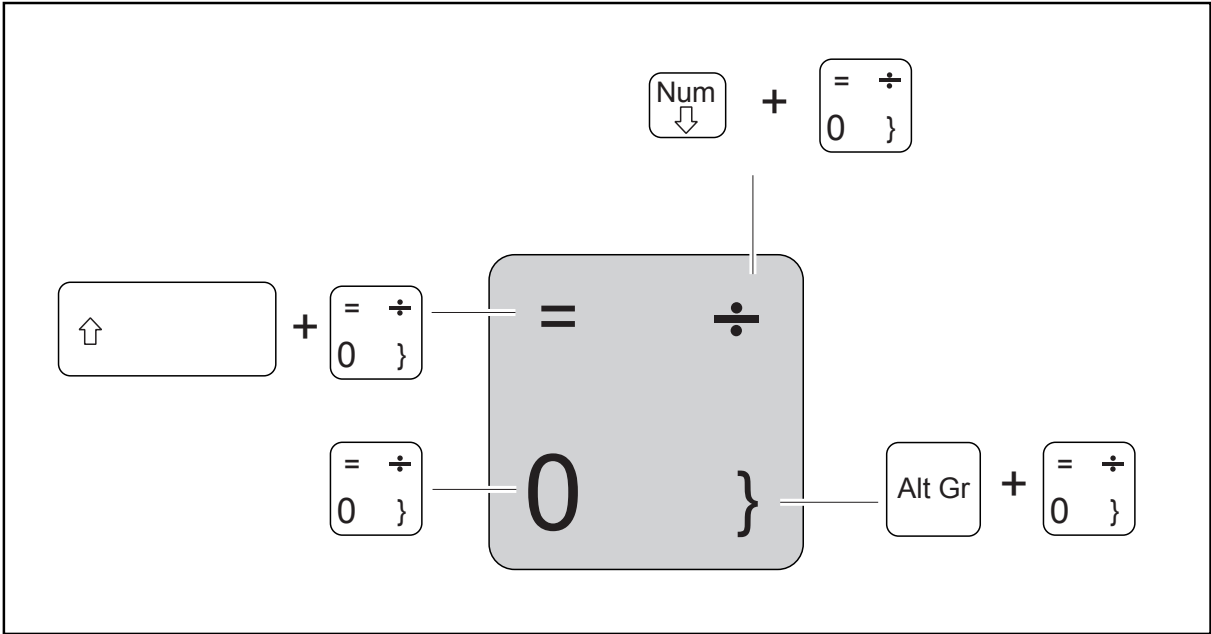 Num + = ÷
⇩ 0 }
⇧ + = ÷
0 }
= ÷
0 }
= ÷
0 }
Alt Gr + = ÷
0 }